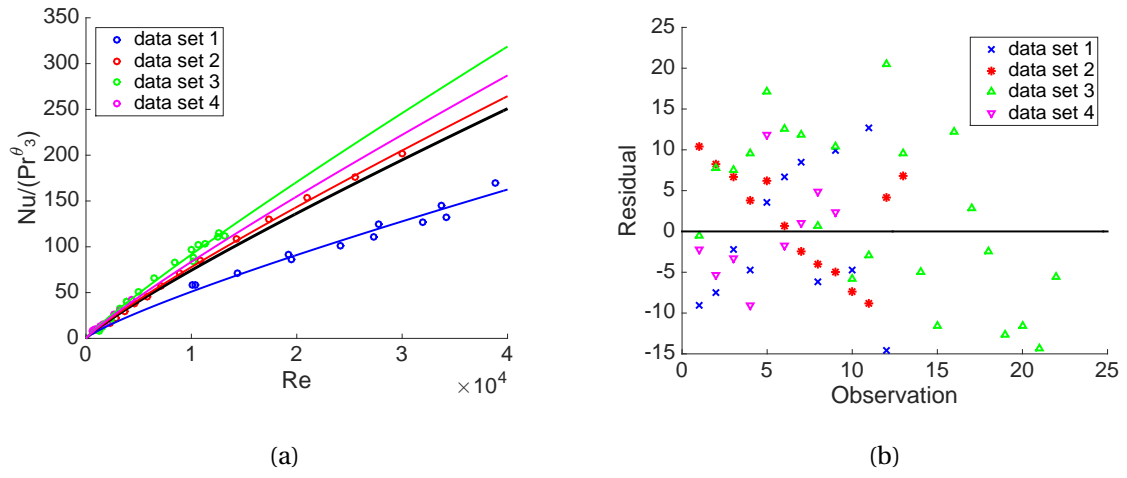 350
300
250
200
150
100
50
0
Nu/(Pr^θ_3)
data set 1
data set 2
data set 3
data set 4
0 1 2 3 4
Re
×10^4
(a)
25
20
15
10
5
0
-5
-10
-15
Residual
data set 1
data set 2
data set 3
data set 4
0 5 10 15 20 25
Observation
(b)